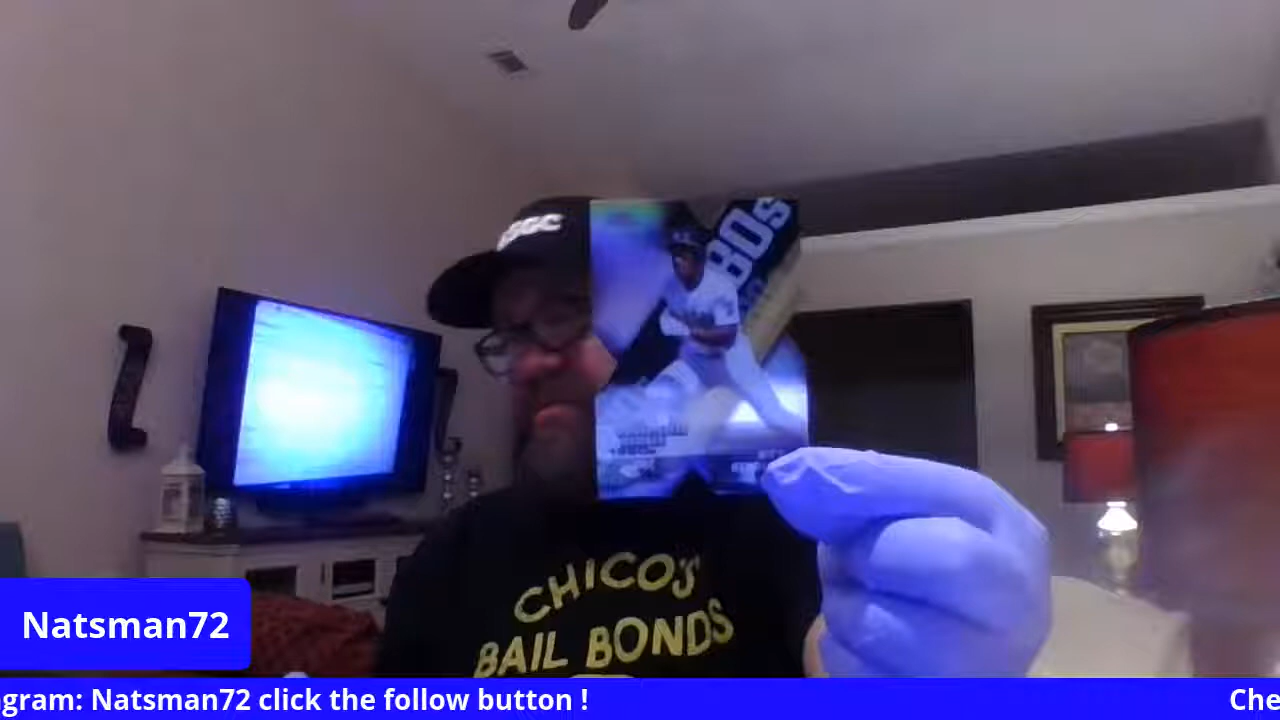 80s
CHICO'S
BAIL BONDS
Natsman72
gram: Natsman72 click the follow button !
Che